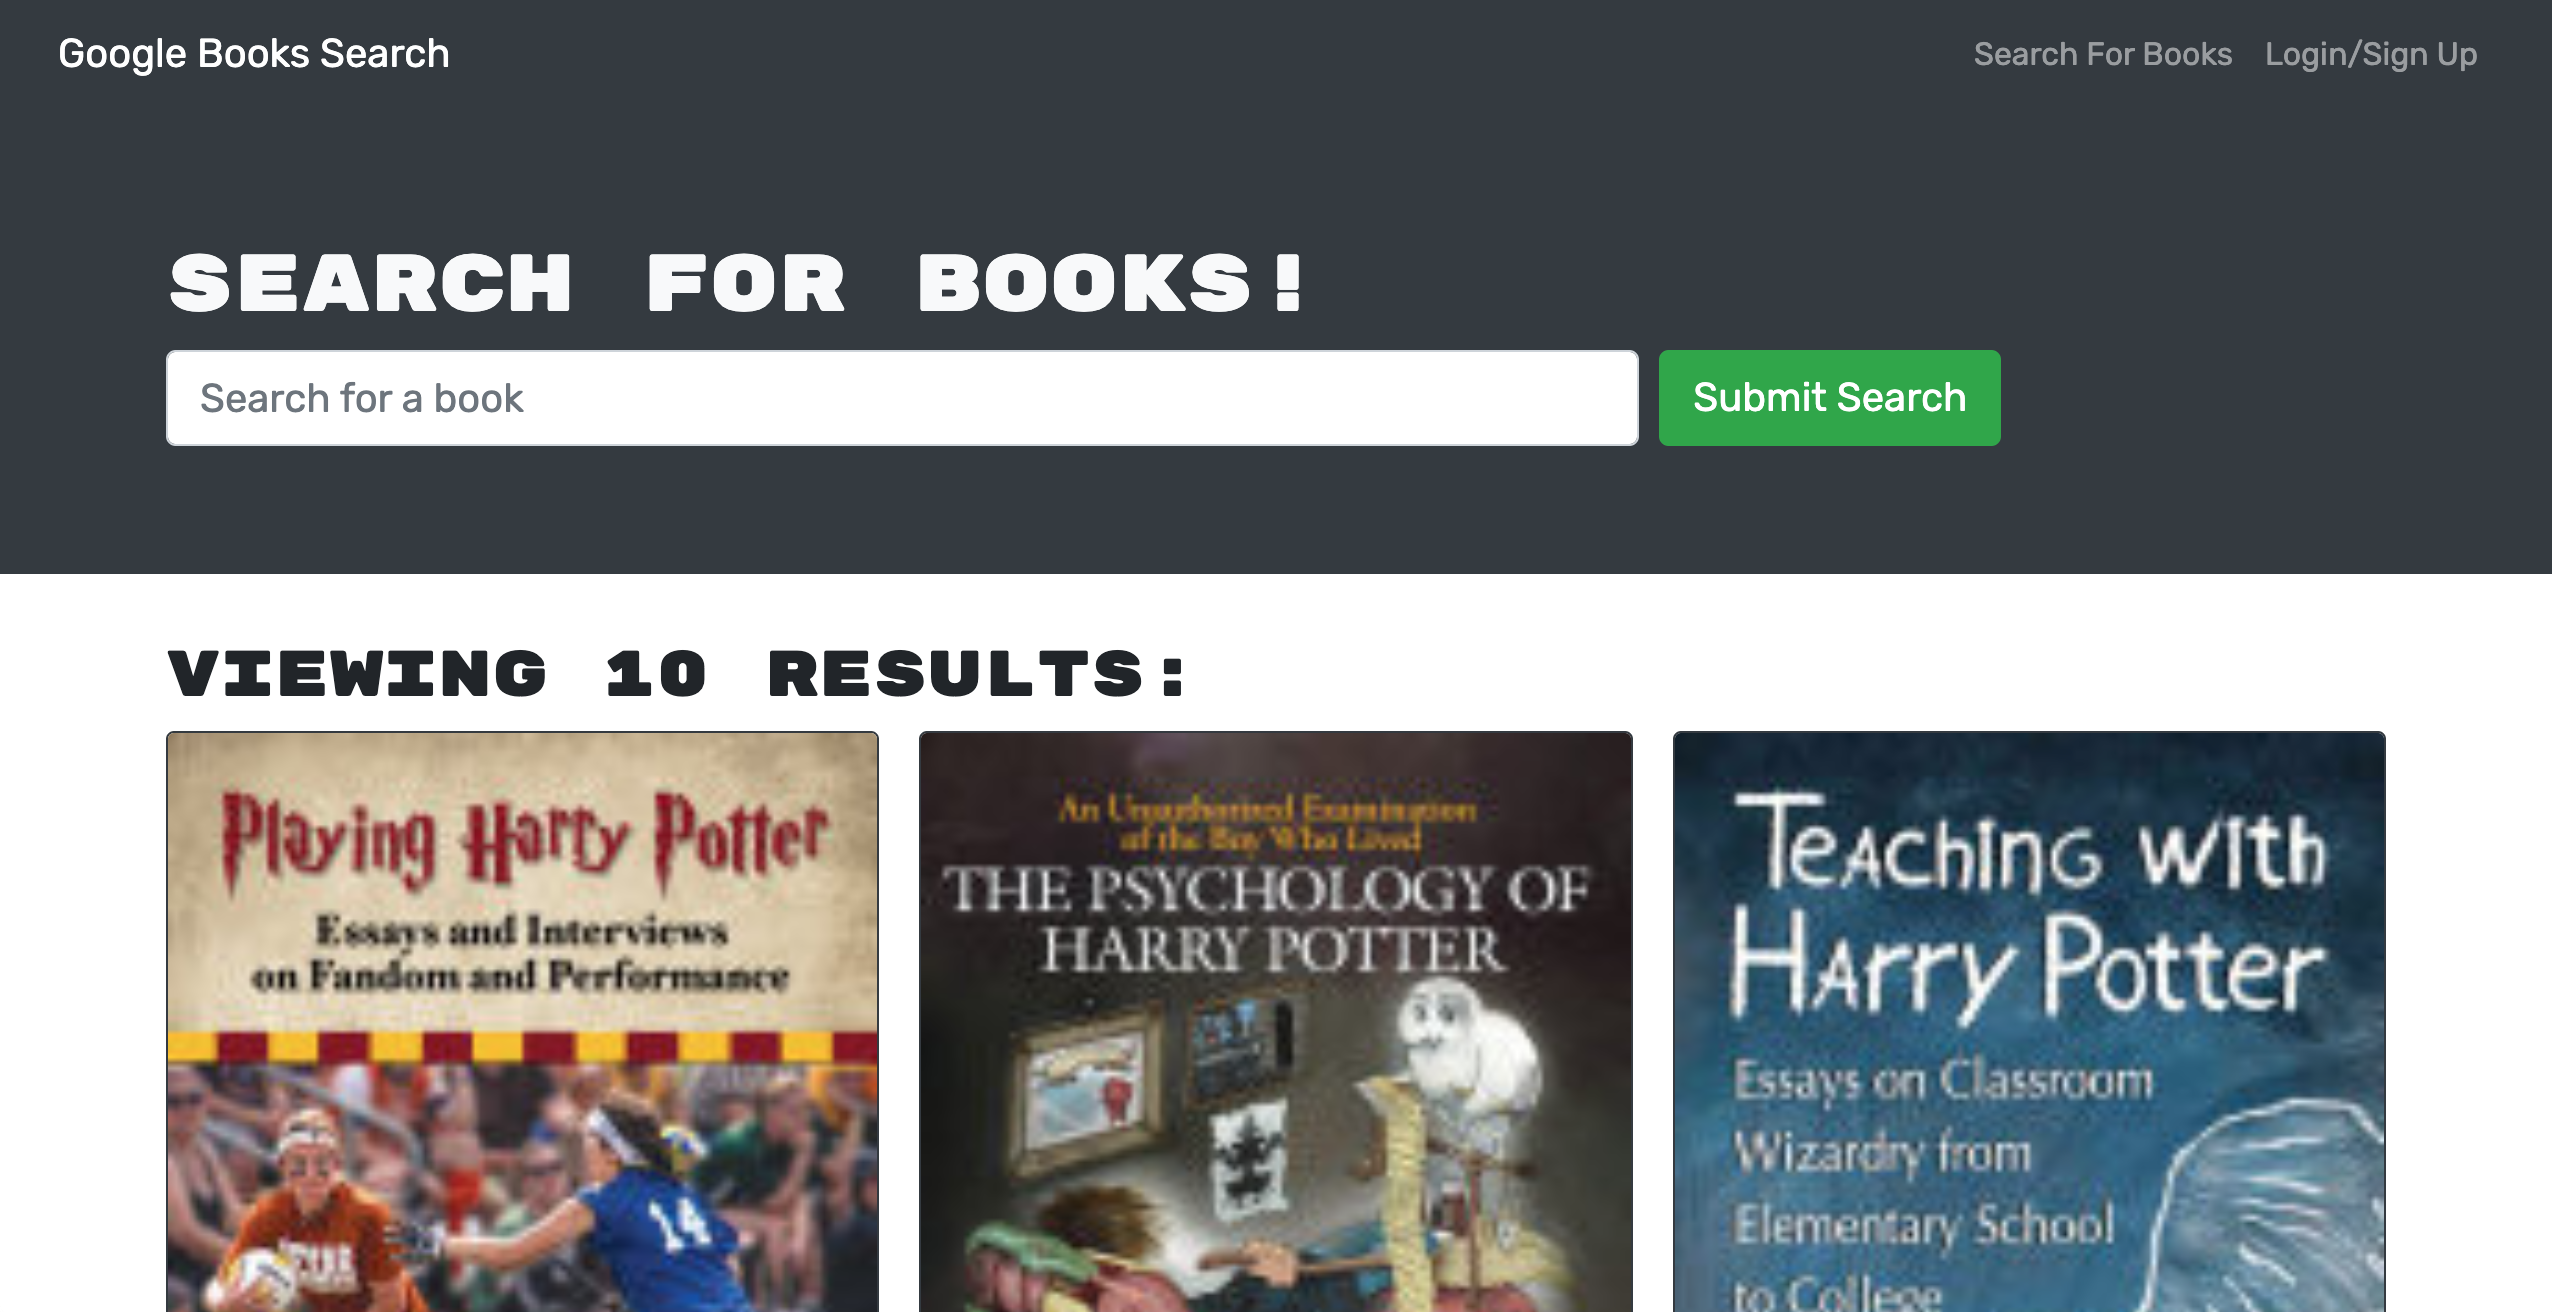 Google Books Search
Search For Books
Login/Sign Up
SEARCH FOR BOOKS!
Search for a book
Submit Search
VIEWING 10 RESULTS:
Playing Harry Potter
Essays and Interviews
on Fandom and Performance
14
An Unauthorized Examination
of the Boy Who Lived
THE PSYCHOLOGY OF
HARRY POTTER
Teaching with
Harry Potter
Essays on Classroom
Wizardry from
Elementary School
to College